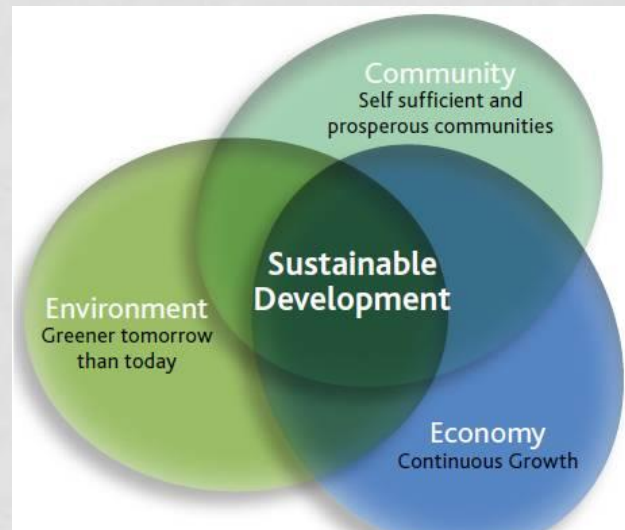 Community
Self sufficient and
prosperous communities
Sustainable
Development
Environment
Greener tomorrow
than today
Economy
Continuous Growth